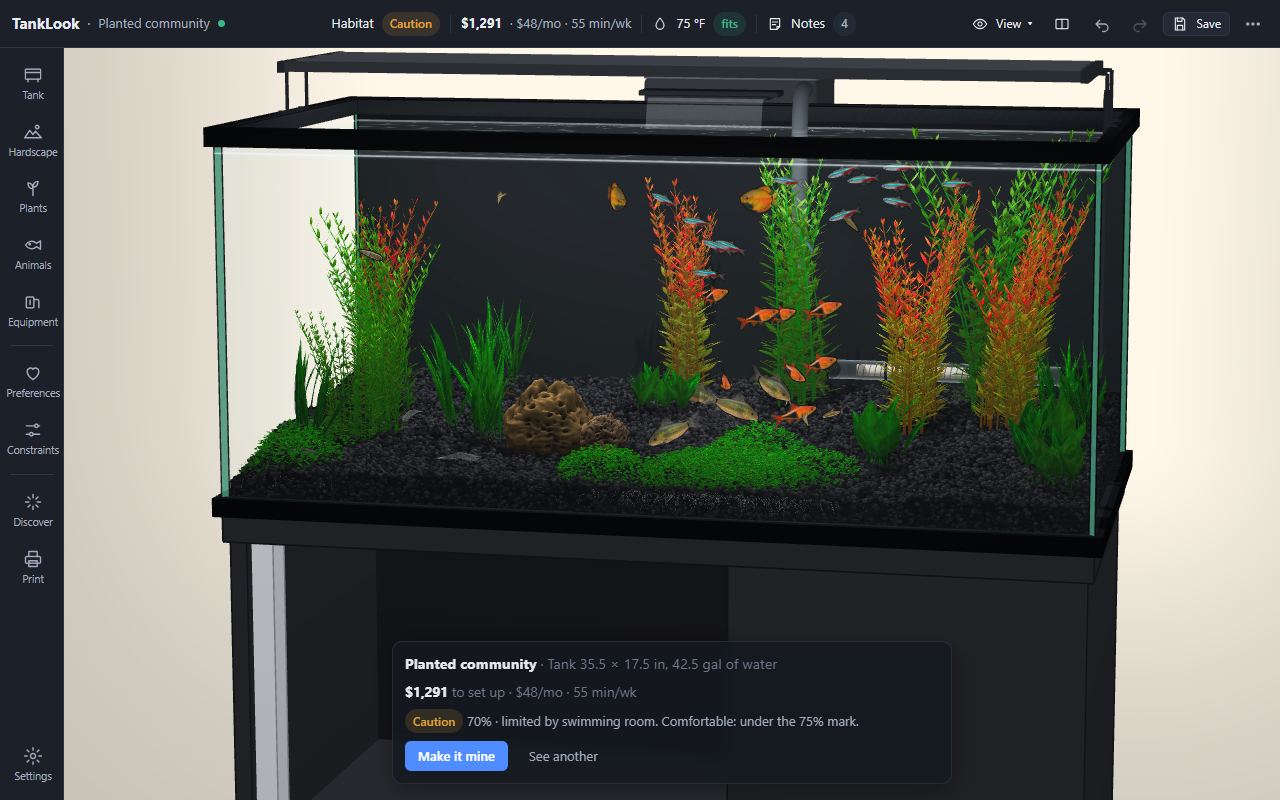 TankLook · Planted community
Habitat Caution $1,291 · $48/mo · 55 min/wk 75 °F fits Notes 4
View Save
Tank
Hardscape
Plants
Animals
Equipment
Preferences
Constraints
Discover
Print
Settings
Planted community · Tank 35.5 × 17.5 in, 42.5 gal of water
$1,291 to set up · $48/mo · 55 min/wk
Caution 70% · limited by swimming room. Comfortable: under the 75% mark.
Make it mine See another